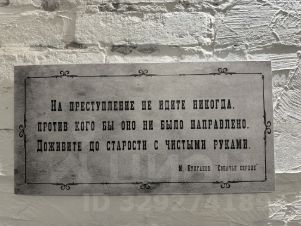 На преступление не идите никогда,
против кого бы оно ни было направлено.
Доживите до старости с чистыми руками.
М. Булгаков "Собачье сердце"